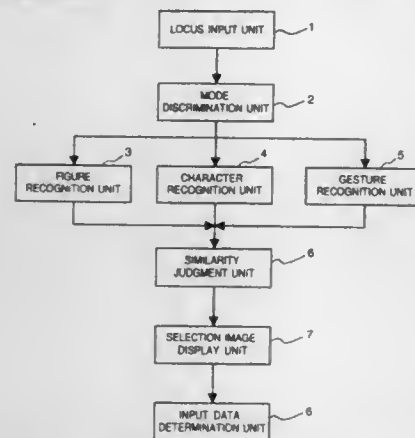 LOCUS INPUT UNIT
1
MODE
DISCRIMINATION UNIT
2
3
FIGURE
RECOGNITION UNIT
4
CHARACTER
RECOGNITION UNIT
5
GESTURE
RECOGNITION UNIT
SIMILARITY
JUDGMENT UNIT
6
SELECTION IMAGE
DISPLAY UNIT
7
INPUT DATA
DETERMINATION UNIT
6